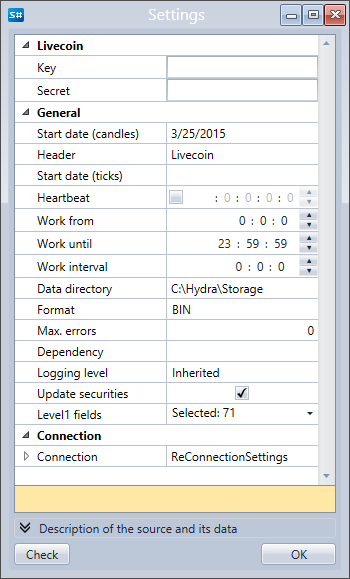 S# Settings
Livecoin
Key
Secret
General
Start date (candles) 3/25/2015
Header Livecoin
Start date (ticks)
Heartbeat : 0 : 0 : 0 : 0
Work from 0 : 0 : 0
Work until 23 : 59 : 59
Work interval 0 : 0 : 0
Data directory C:\Hydra\Storage
Format BIN
Max. errors 0
Dependency
Logging level Inherited
Update securities
Level1 fields Selected: 71
Connection
Connection ReConnectionSettings
Description of the source and its data
Check OK